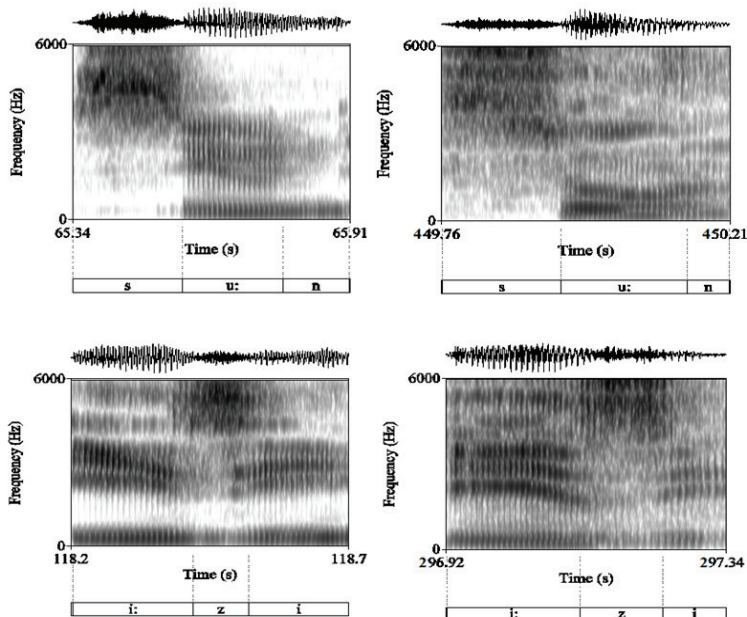 6000
Frequency (Hz)
0
65.34
65.91
Time (s)
s u: n
6000
Frequency (Hz)
0
449.76
450.21
Time (s)
s u: n
6000
Frequency (Hz)
0
118.2
118.7
Time (s)
i: z i
6000
Frequency (Hz)
0
296.92
297.34
Time (s)
i: z i